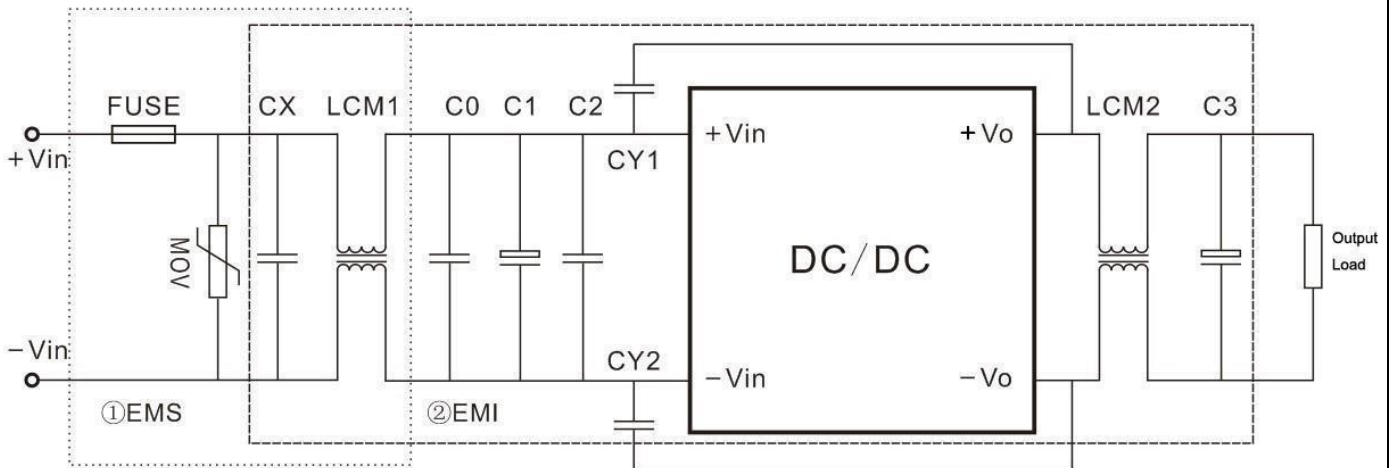 FUSE
CX
LCM1
C0
C1
C2
LCM2
C3
+Vin
CY1
+Vin
+Vo
MOV
DC/DC
Output
Load
-Vin
CY2
-Vin
-Vo
①EMS
②EMI